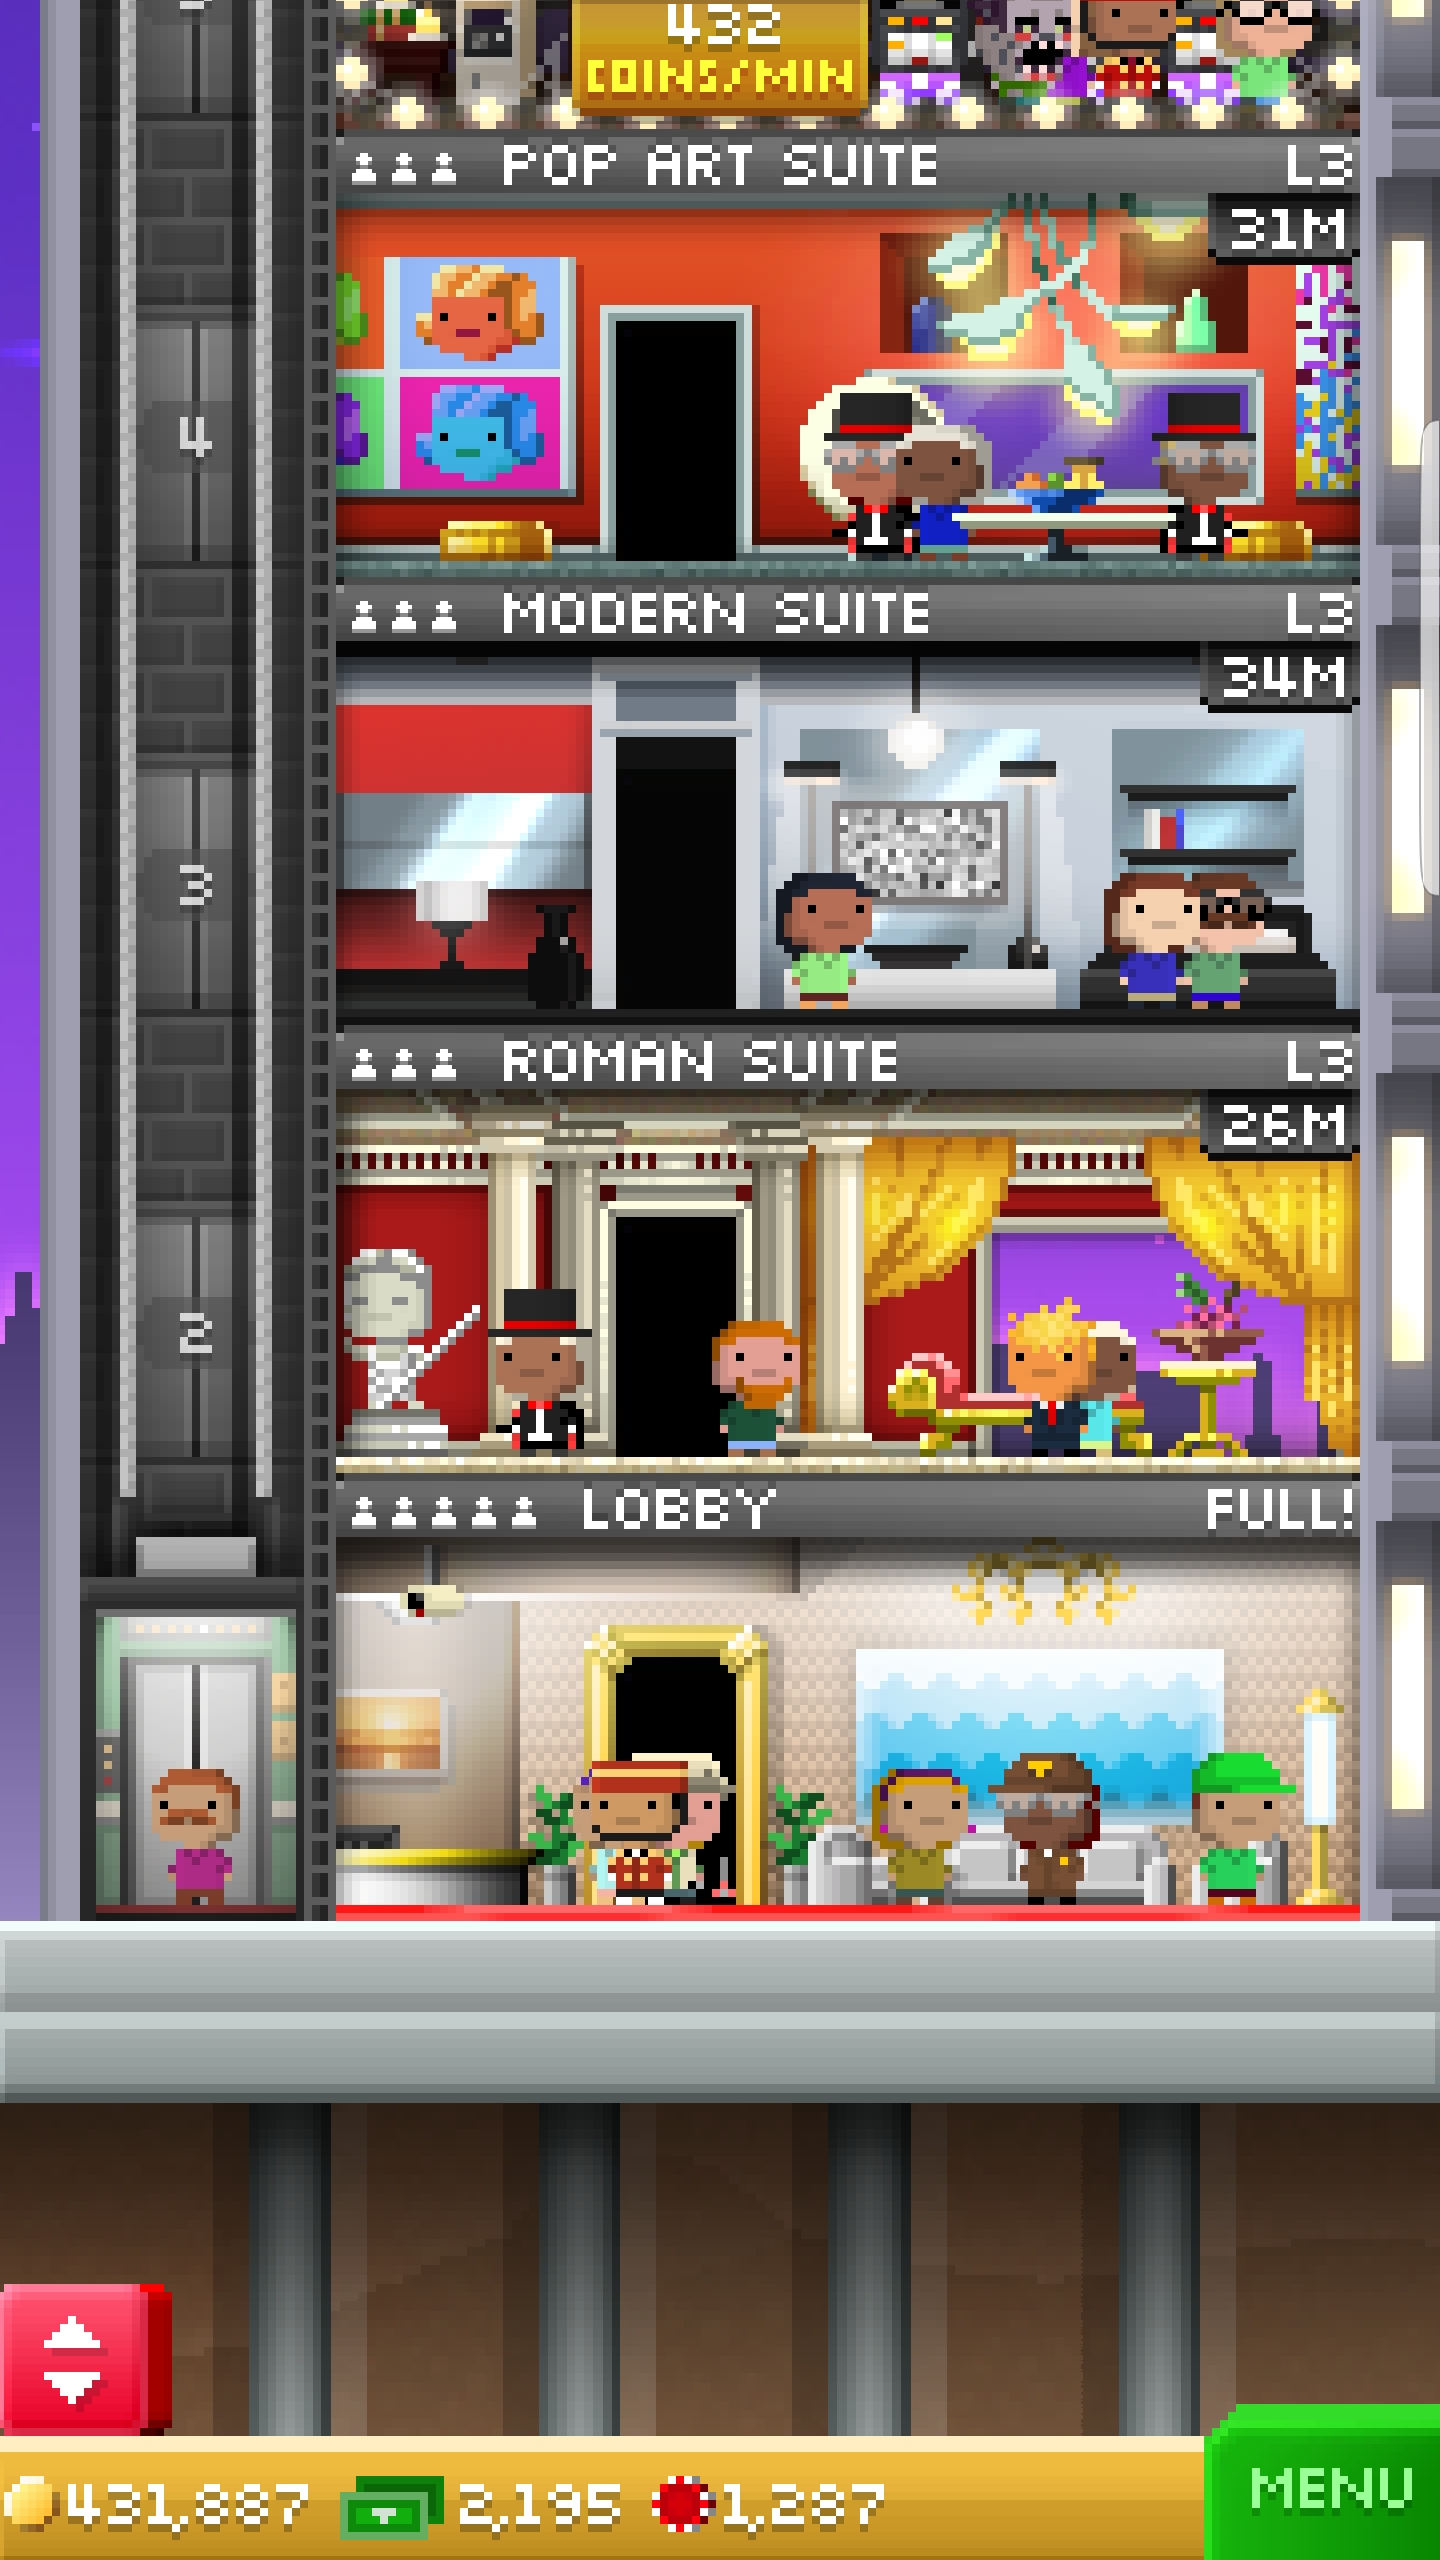 432
COINS/MIN
POP ART SUITE L3
31M
4
MODERN SUITE L3
34M
3
ROMAN SUITE L3
26M
2
LOBBY FULL!
431,887 2,195 1,287 MENU